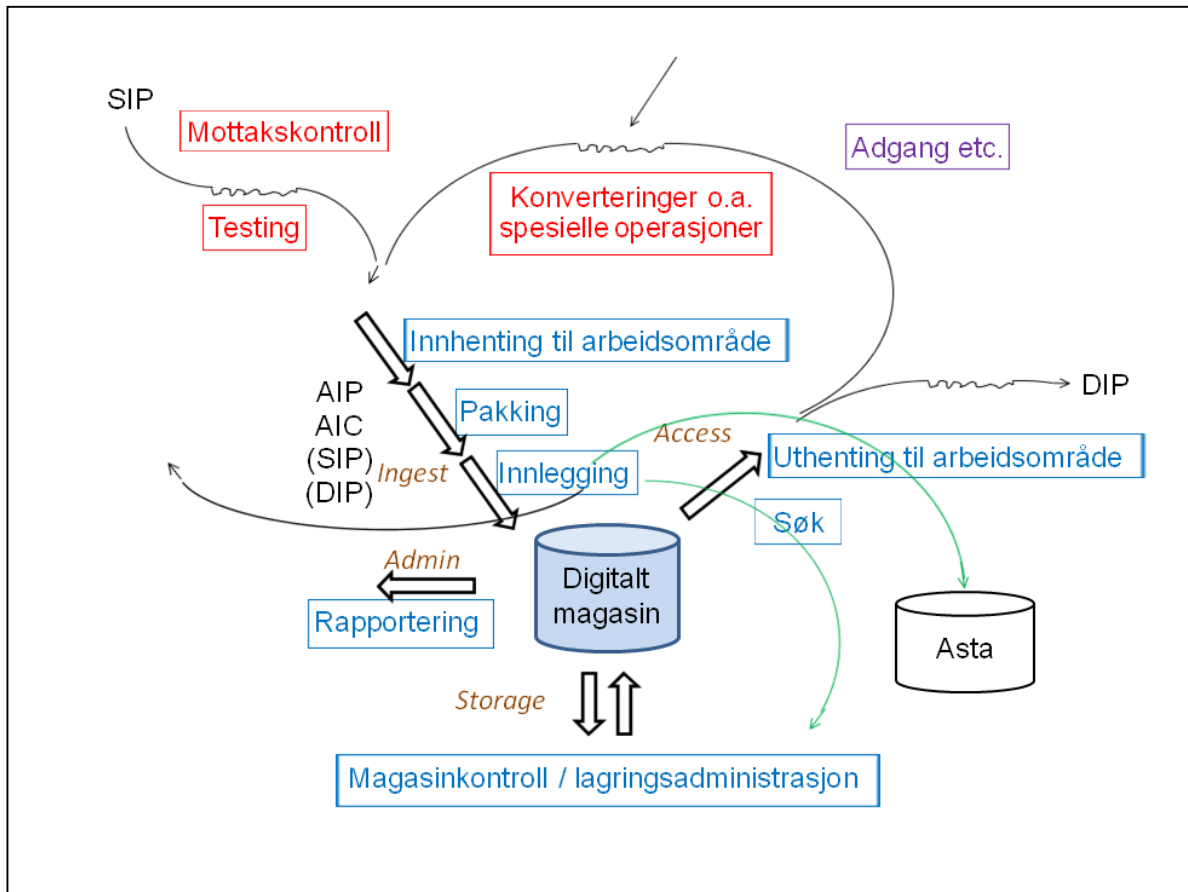 SIP
Mottakskontroll
Testing
Konverteringer o.a.
spesielle operasjoner
Adgang etc.
Innhenting til arbeidsområde
AIP
AIC
(SIP)
(DIP)
Pakking
Ingest
Innlegging
Access
DIP
Uthenting til arbeidsområde
Søk
Admin
Rapportering
Digitalt
magasin
Asta
Storage
Magasinkontroll / lagringsadministrasjon